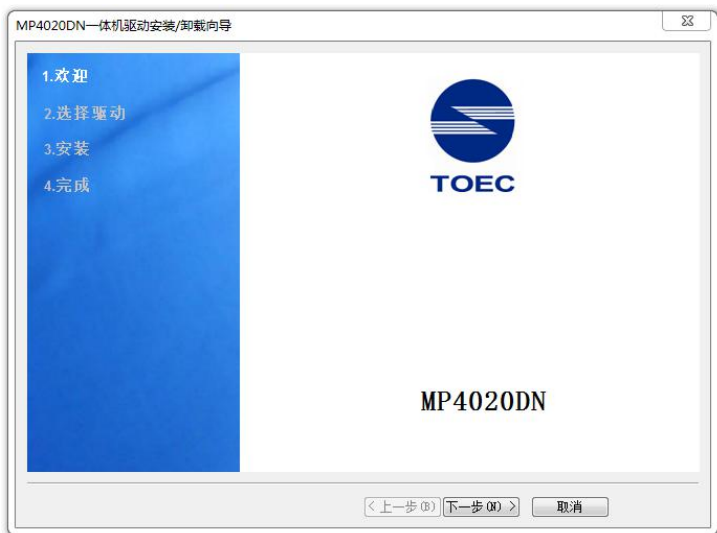 MP4020DN一体机驱动安装/卸载向导
1.欢迎
2.选择驱动
3.安装
4.完成
TOEC
MP4020DN
< 上一步(B) 下一步(N) > 取消